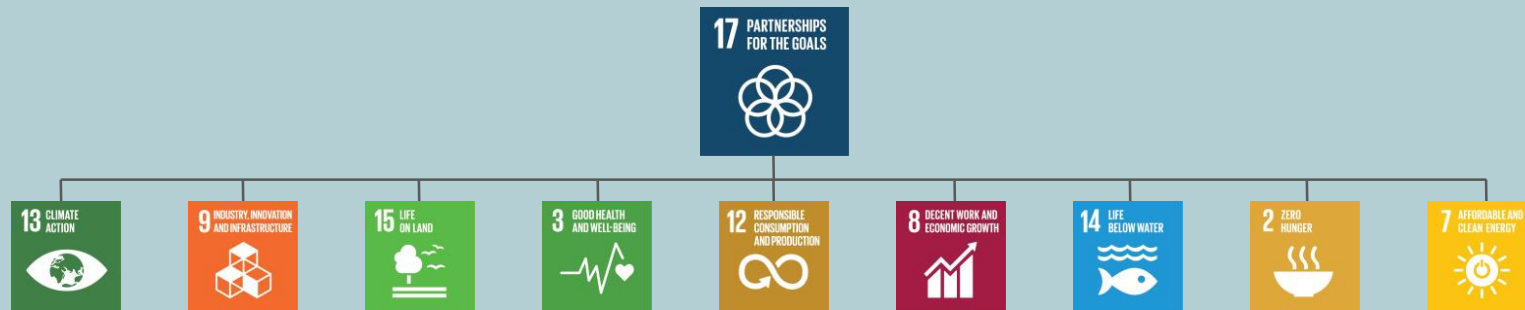 17 PARTNERSHIPS
FOR THE GOALS
13 CLIMATE
ACTION
9 INDUSTRY, INNOVATION
AND INFRASTRUCTURE
15 LIFE
ON LAND
3 GOOD HEALTH
AND WELL-BEING
12 RESPONSIBLE
CONSUMPTION
AND PRODUCTION
8 DECENT WORK AND
ECONOMIC GROWTH
14 LIFE
BELOW WATER
2 ZERO
HUNGER
7 AFFORDABLE AND
CLEAN ENERGY